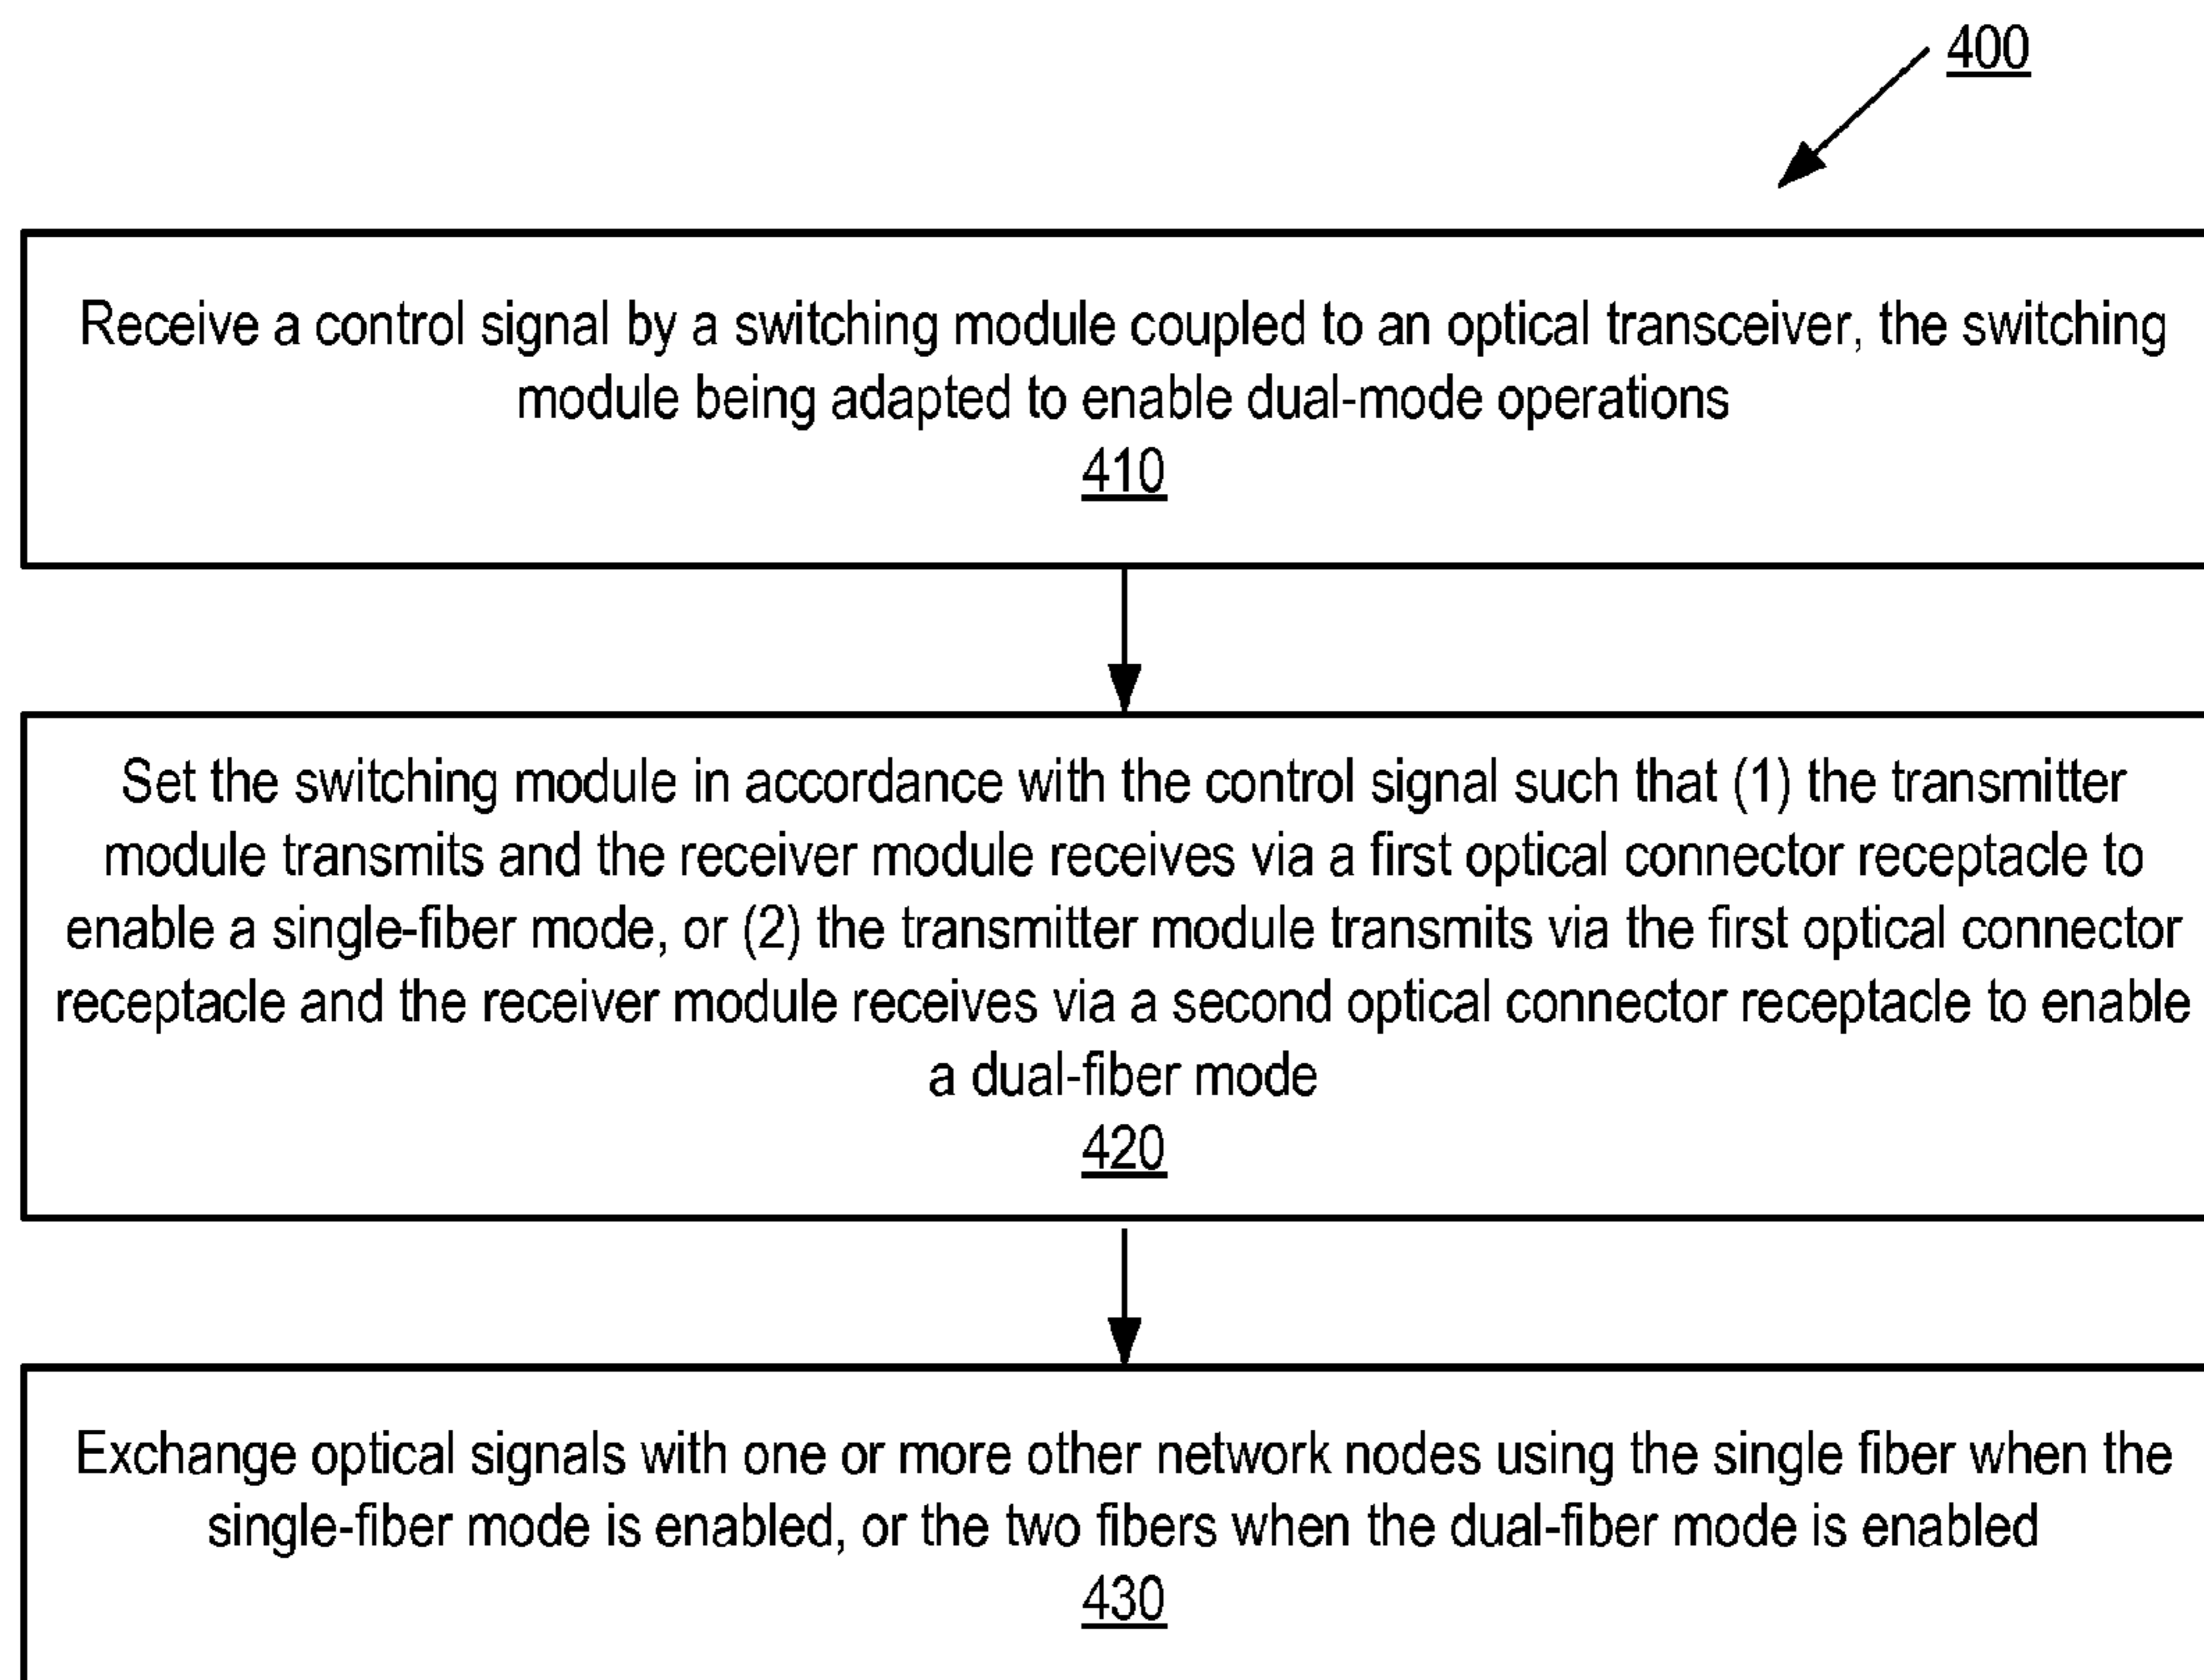 400
Receive a control signal by a switching module coupled to an optical transceiver, the switching
module being adapted to enable dual-mode operations
410
Set the switching module in accordance with the control signal such that (1) the transmitter
module transmits and the receiver module receives via a first optical connector receptacle to
enable a single-fiber mode, or (2) the transmitter module transmits via the first optical connector
receptacle and the receiver module receives via a second optical connector receptacle to enable
a dual-fiber mode
420
Exchange optical signals with one or more other network nodes using the single fiber when the
single-fiber mode is enabled, or the two fibers when the dual-fiber mode is enabled
430